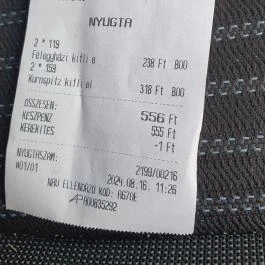 NYUGTA
2 * 119
Félegyházi kifli e 238 Ft B00
2 * 159
Kornspitz kifli el 318 Ft B00
ÖSSZESEN: 556 Ft
KÉSZPÉNZ 555 Ft
KEREKÍTÉS -1 Ft
NYUGTASZÁM: 2199/00216
W01/01
2024.08.16. 11:26
NAV ELLENŐRZŐ KÓD: A670E
AP A00835292